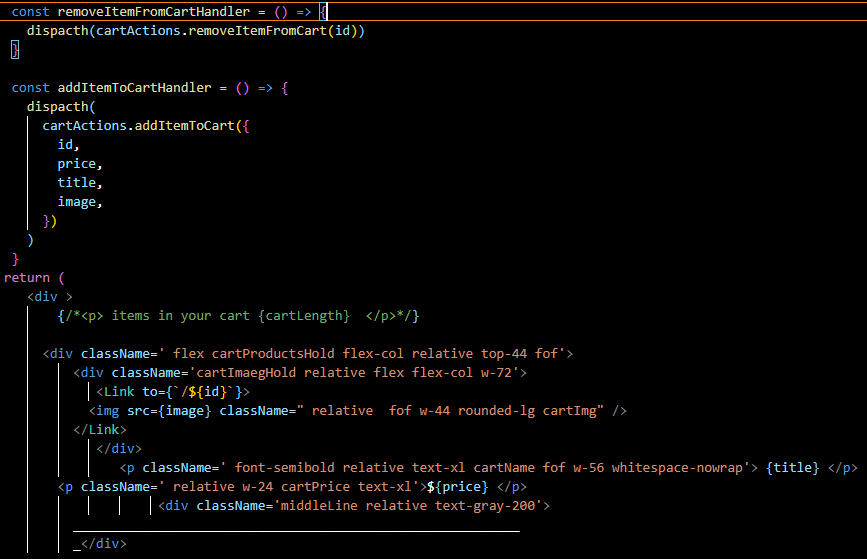 const removeItemFromCartHandler = () => {
dispacth(cartActions.removeItemFromCart(id))
}
const addItemToCartHandler = () => {
dispacth(
cartActions.addItemToCart({
id,
price,
title,
image,
})
)
}
return (
<div >
{/*<p> items in your cart {cartLength}  </p>*/}
<div className=' flex cartProductsHold flex-col relative top-44 fof'>
<div className='cartImaegHold relative flex flex-col w-72'>
<Link to={`/${id}`}>
<img src={image} className=" relative  fof w-44 rounded-lg cartImg" />
</Link>
</div>
<p className=' font-semibold relative text-xl cartName fof w-56 whitespace-nowrap'> {title} </p>
<p className=' relative w-24 cartPrice text-xl'>${price} </p>
<div className='middleLine relative text-gray-200'>
_________________________________________________________
_</div>